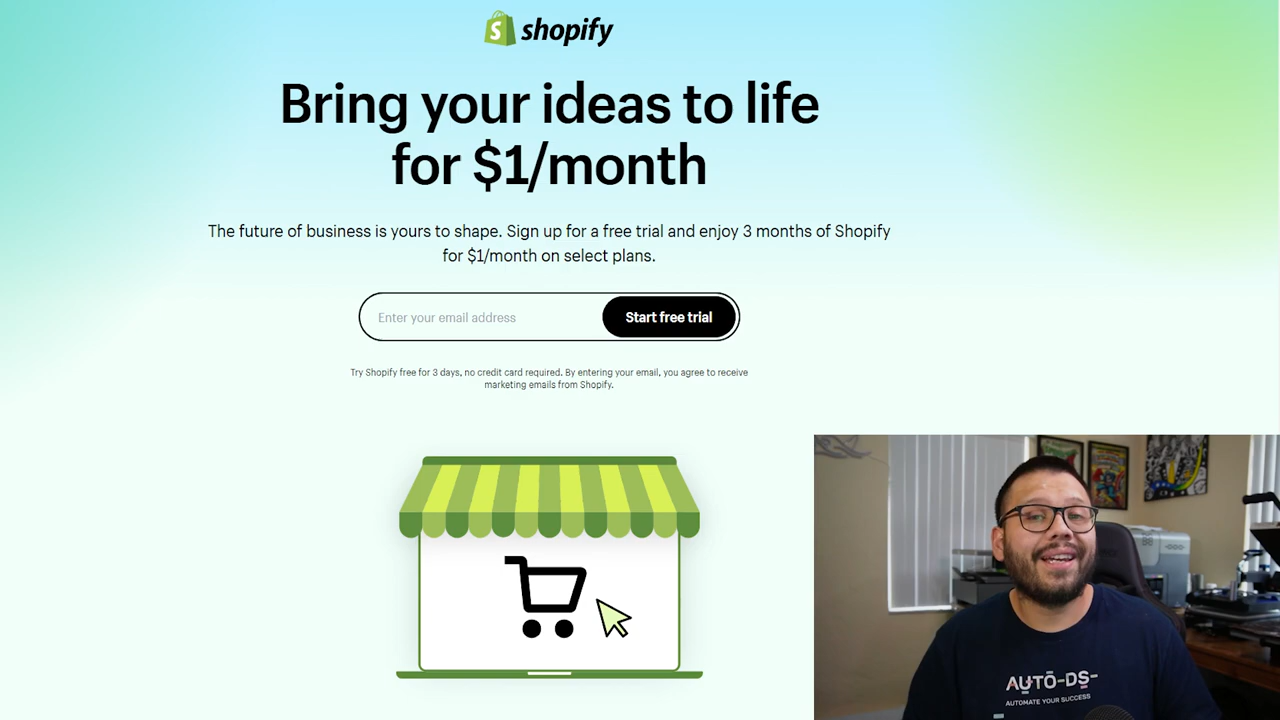 shopify
Bring your ideas to life
for $1/month
The future of business is yours to shape. Sign up for a free trial and enjoy 3 months of Shopify
for $1/month on select plans.
Enter your email address
Start free trial
Try Shopify free for 3 days, no credit card required. By entering your email, you agree to receive
marketing emails from Shopify.
AUTO-DS-
AUTOMATE YOUR SUCCESS